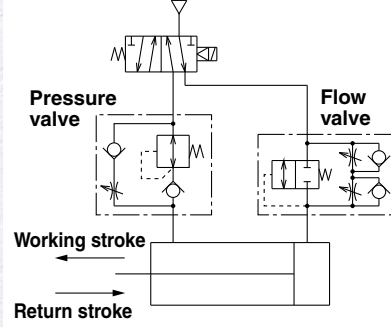 Pressure
valve
Flow
valve
Working stroke
Return stroke